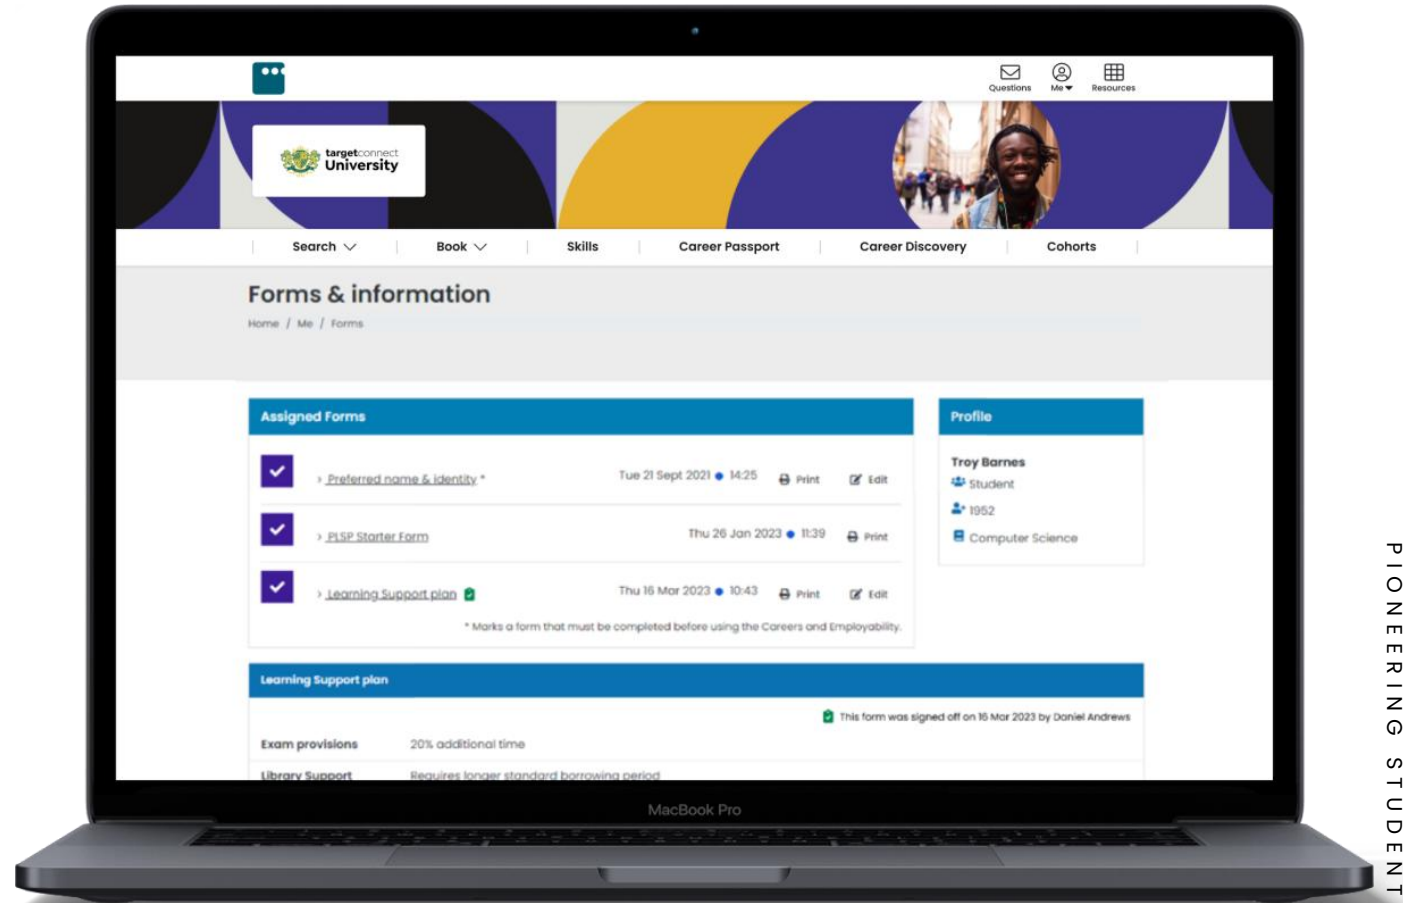 Questions
Me
Resources
targetconnect
University
Search
Book
Skills
Career Passport
Career Discovery
Cohorts
Forms & information
Home / Me / Forms
Assigned Forms
› Preferred name & identity *
Tue 21 Sept 2021 ● 14:25
Print
Edit
› PLSP Starter Form
Thu 26 Jan 2023 ● 11:39
Print
› Learning Support plan
Thu 16 Mar 2023 ● 10:43
Print
Edit
* Marks a form that must be completed before using the Careers and Employability.
Profile
Troy Barnes
Student
1952
Computer Science
Learning Support plan
This form was signed off on 16 Mar 2023 by Daniel Andrews
Exam provisions 20% additional time
Library Support Requires longer standard borrowing period
MacBook Pro
PIONEERING STUDENT